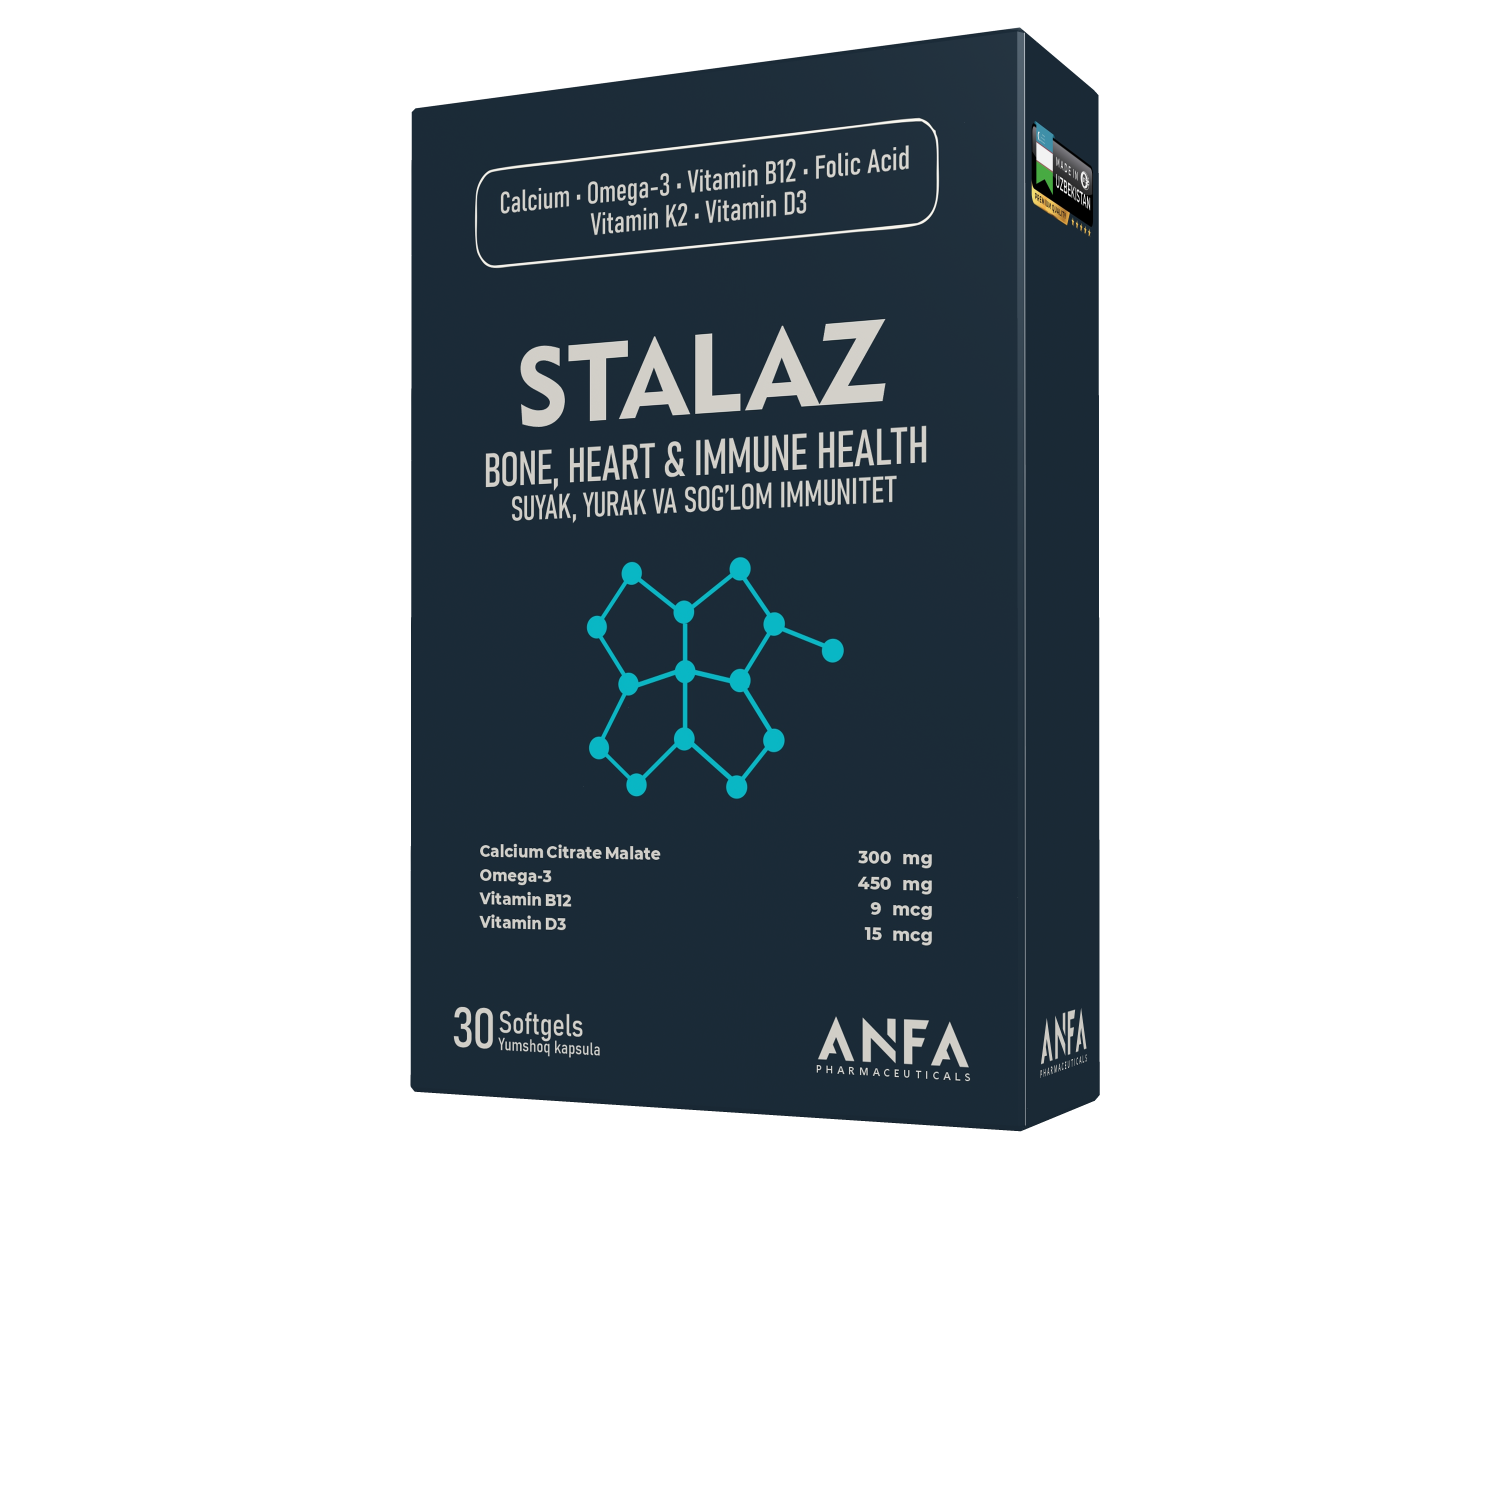 Calcium · Omega-3 · Vitamin B12 · Folic Acid
Vitamin K2 · Vitamin D3
STALAZ
BONE, HEART & IMMUNE HEALTH
SUYAK, YURAK VA SOG'LOM IMMUNITET
Calcium Citrate Malate 300 mg
Omega-3 450 mg
Vitamin B12 9 mcg
Vitamin D3 15 mcg
30 Softgels
Yumshoq kapsula
ANFA
PHARMACEUTICALS
MADE IN
UZBEKISTAN
PREMIUM QUALITY
ANFA
PHARMACEUTICALS